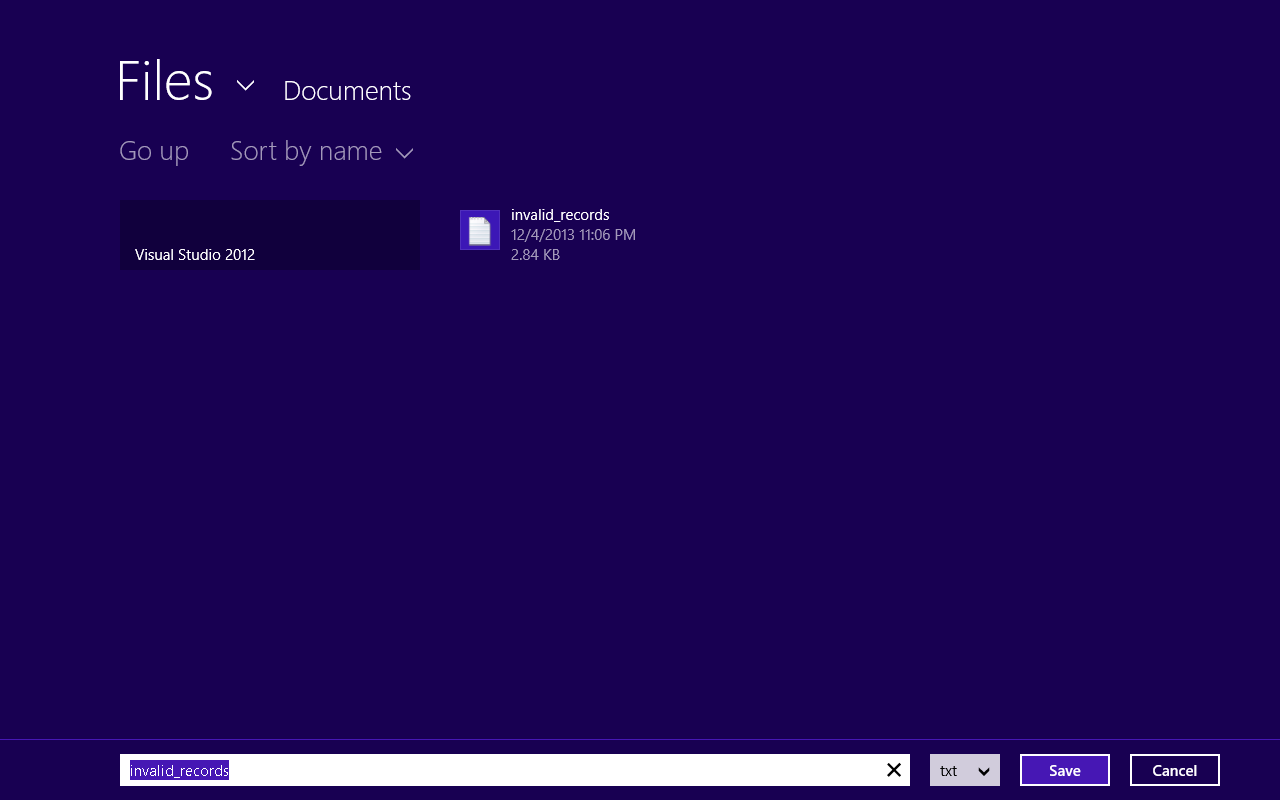 Files Documents
Go up Sort by name
Visual Studio 2012
invalid_records
12/4/2013 11:06 PM
2.84 KB
invalid_records txt Save Cancel